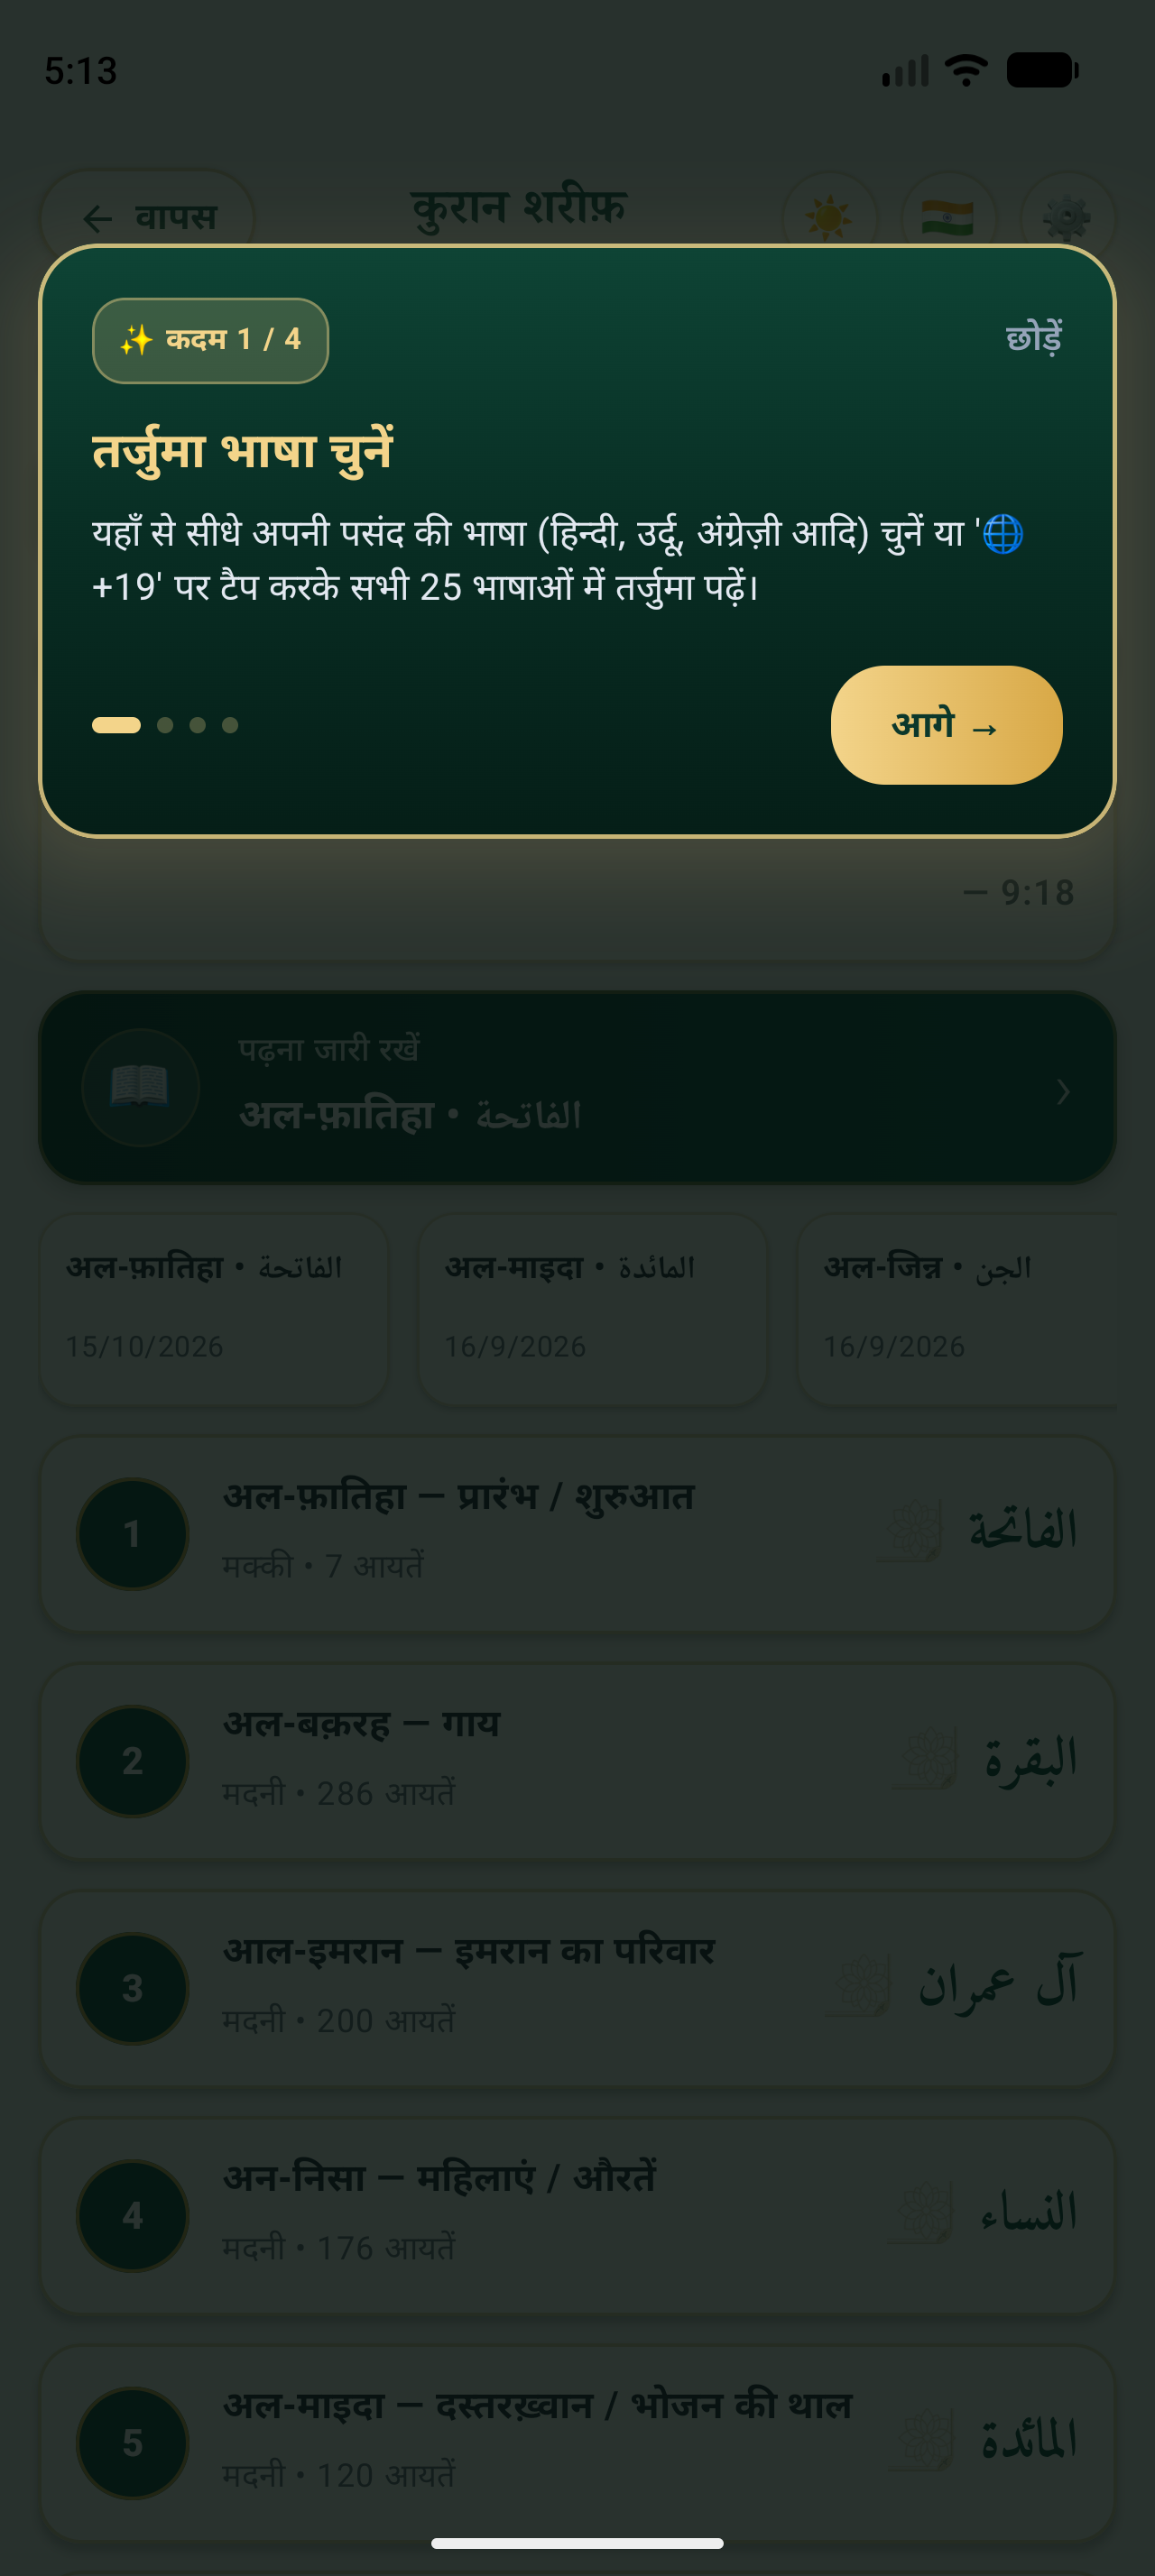 5:13
← वापस
कुरान शरीफ़
✨ कदम 1 / 4
छोड़ें
तर्जुमा भाषा चुनें
यहाँ से सीधे अपनी पसंद की भाषा (हिन्दी, उर्दू, अंग्रेज़ी आदि) चुनें या '🌐
+19' पर टैप करके सभी 25 भाषाओं में तर्जुमा पढ़ें।
आगे →
— 9:18
पढ़ना जारी रखें
अल-फ़ातिहा • الفاتحة
अल-फ़ातिहा • الفاتحة
15/10/2026
अल-माइदा • المائدة
16/9/2026
अल-जिन्न • الجن
16/9/2026
1
अल-फ़ातिहा — प्रारंभ / शुरुआत
मक्की • 7 आयतें
الفاتحة
2
अल-बक़रह — गाय
मदनी • 286 आयतें
البقرة
3
आल-इमरान — इमरान का परिवार
मदनी • 200 आयतें
آل عمران
4
अन-निसा — महिलाएं / औरतें
मदनी • 176 आयतें
النساء
5
अल-माइदा — दस्तरख़्वान / भोजन की थाल
मदनी • 120 आयतें
المائدة